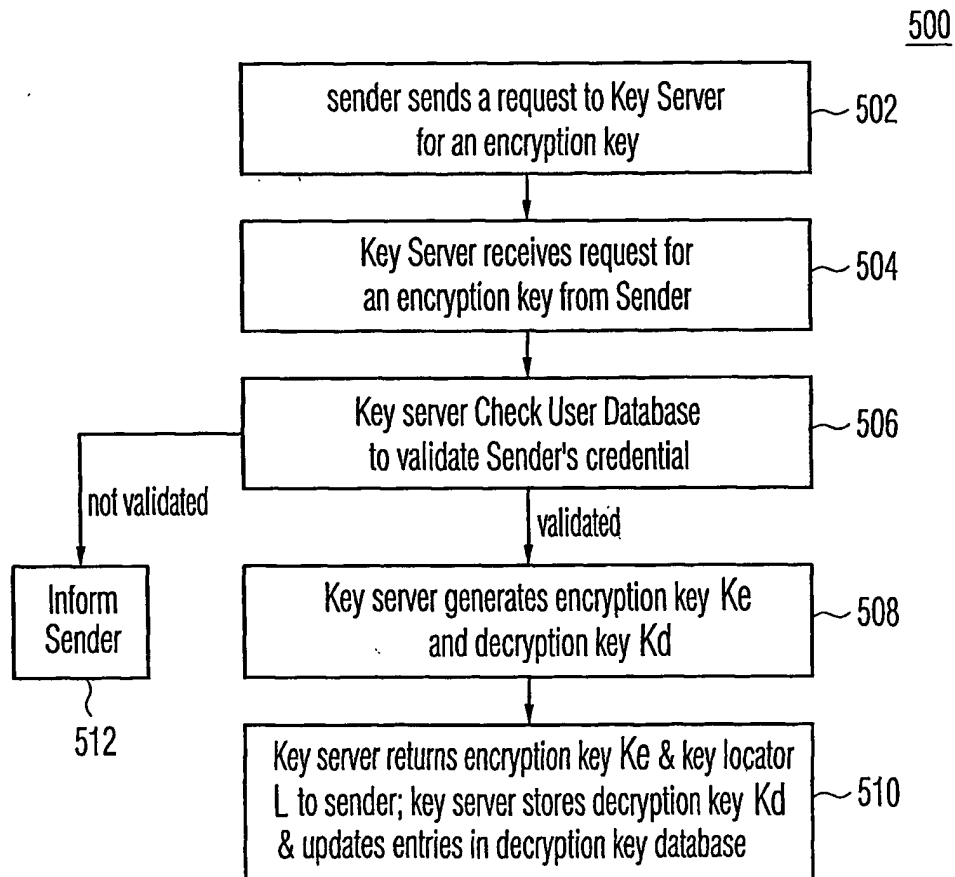 500
sender sends a request to Key Server
for an encryption key
502
Key Server receives request for
an encryption key from Sender
504
Key server Check User Database
to validate Sender's credential
506
not validated
validated
Inform
Sender
512
Key server generates encryption key Ke
and decryption key Kd
508
Key server returns encryption key Ke & key locator
L to sender; key server stores decryption key Kd
& updates entries in decryption key database
510